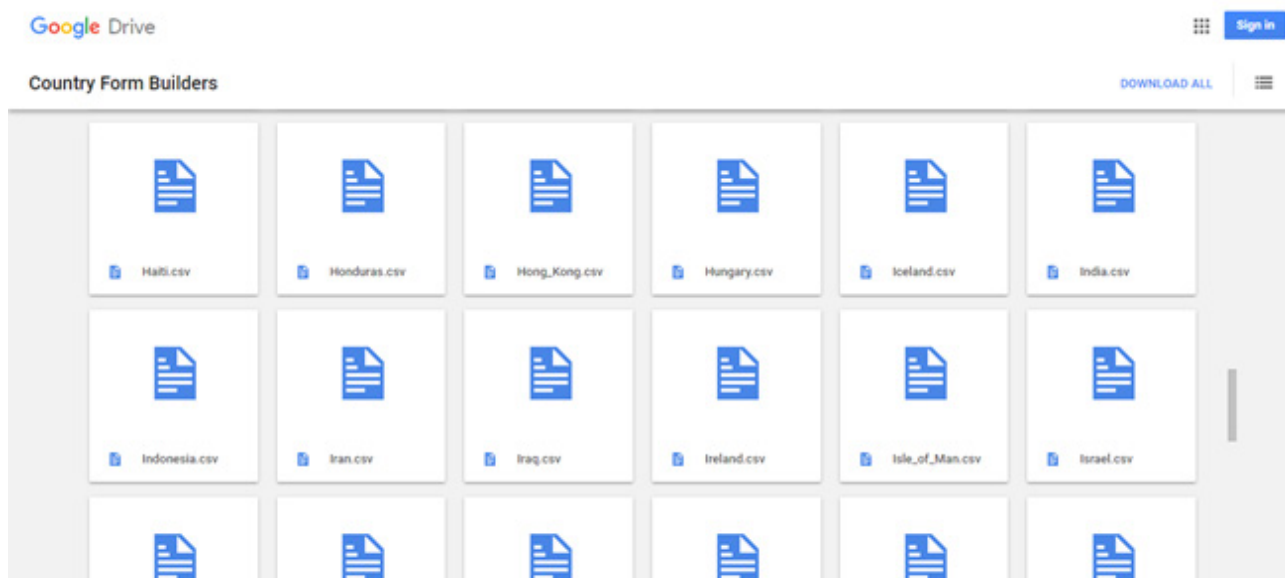 Google Drive
Sign in
Country Form Builders
DOWNLOAD ALL
Haiti.csv
Honduras.csv
Hong_Kong.csv
Hungary.csv
Iceland.csv
India.csv
Indonesia.csv
Iran.csv
Iraq.csv
Ireland.csv
Isle_of_Man.csv
Israel.csv